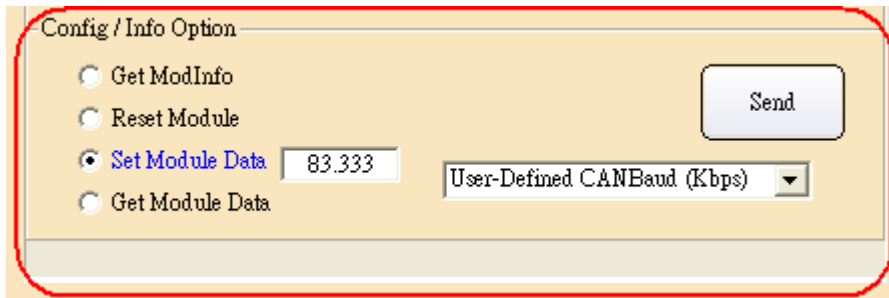 Config / Info Option
Get ModInfo
Send
Reset Module
Set Module Data 83.333
User-Defined CANBaud (Kbps)
Get Module Data